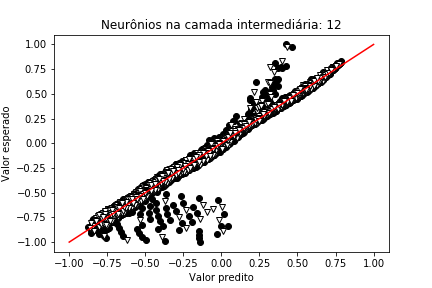 Neurônios na camada intermediária: 12
1.00
0.75
0.50
0.25
0.00
−0.25
−0.50
−0.75
−1.00
Valor esperado
−1.00 −0.75 −0.50 −0.25 0.00 0.25 0.50 0.75 1.00
Valor predito